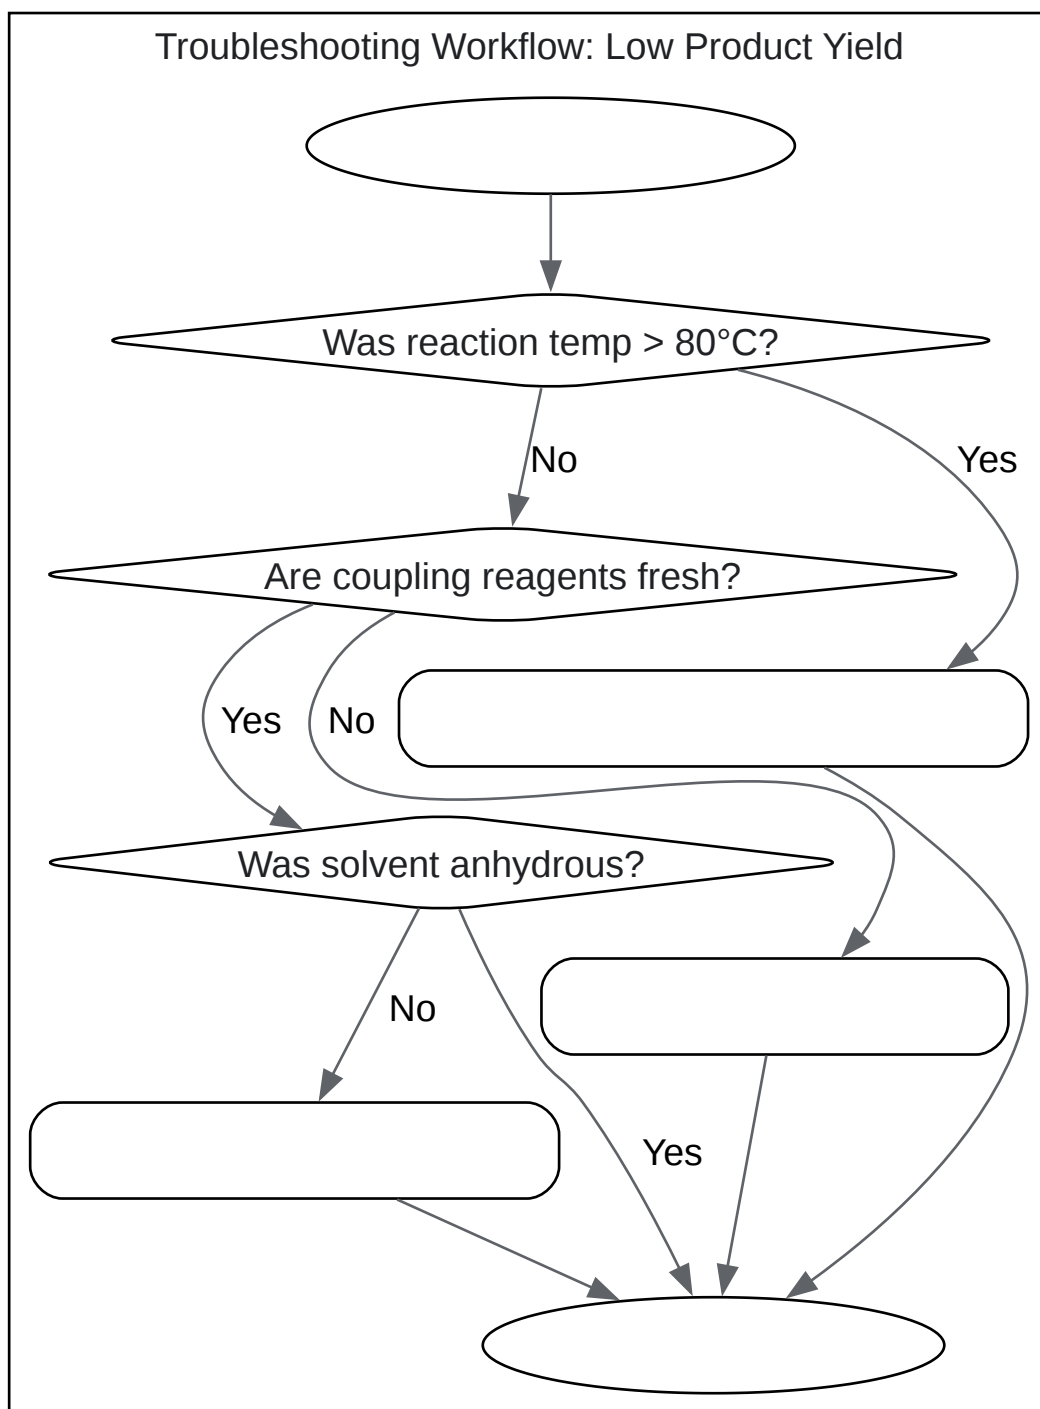 Troubleshooting Workflow: Low Product Yield
Was reaction temp > 80°C?
No
Yes
Are coupling reagents fresh?
Yes
No
Was solvent anhydrous?
No
Yes